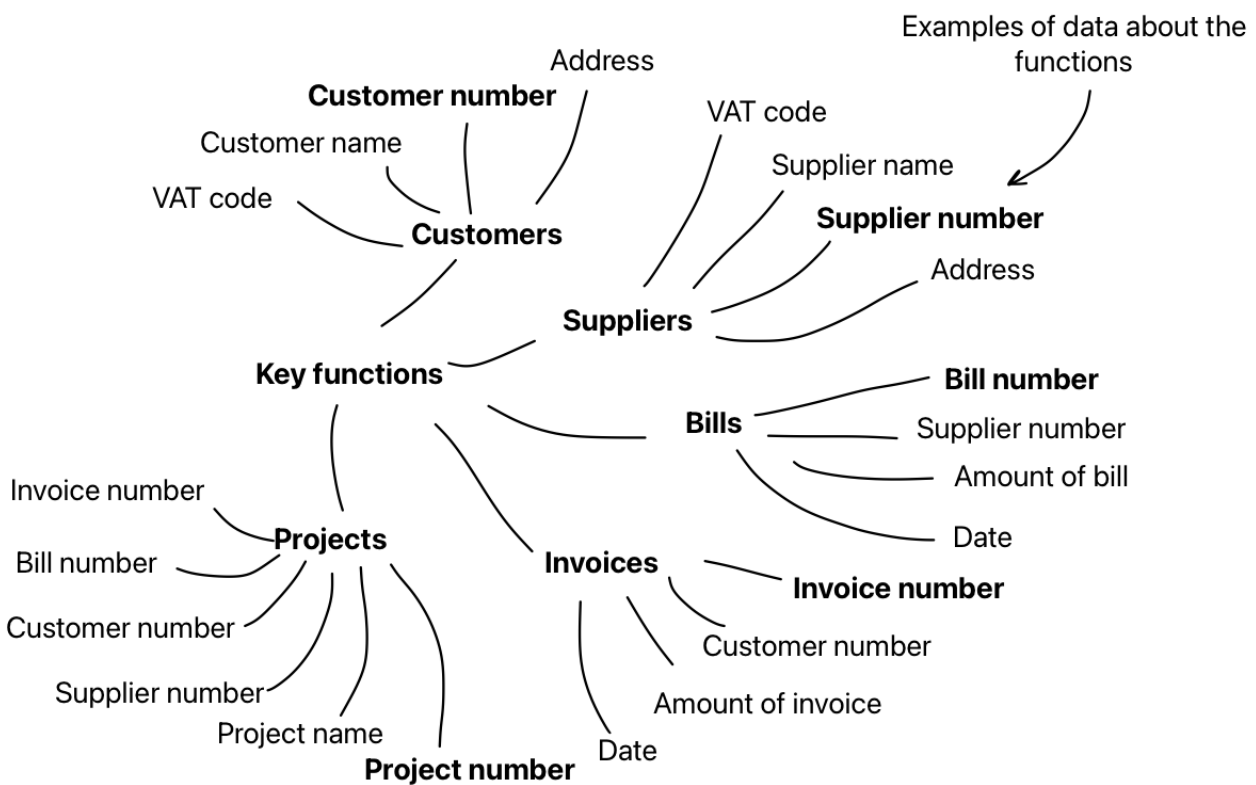 Examples of data about the
functions
Address
Customer number
Customer name
VAT code
Customers
VAT code
Supplier name
Supplier number
Address
Suppliers
Key functions
Bills
Bill number
Supplier number
Amount of bill
Date
Projects
Invoice number
Bill number
Customer number
Supplier number
Project name
Project number
Invoices
Invoice number
Customer number
Amount of invoice
Date